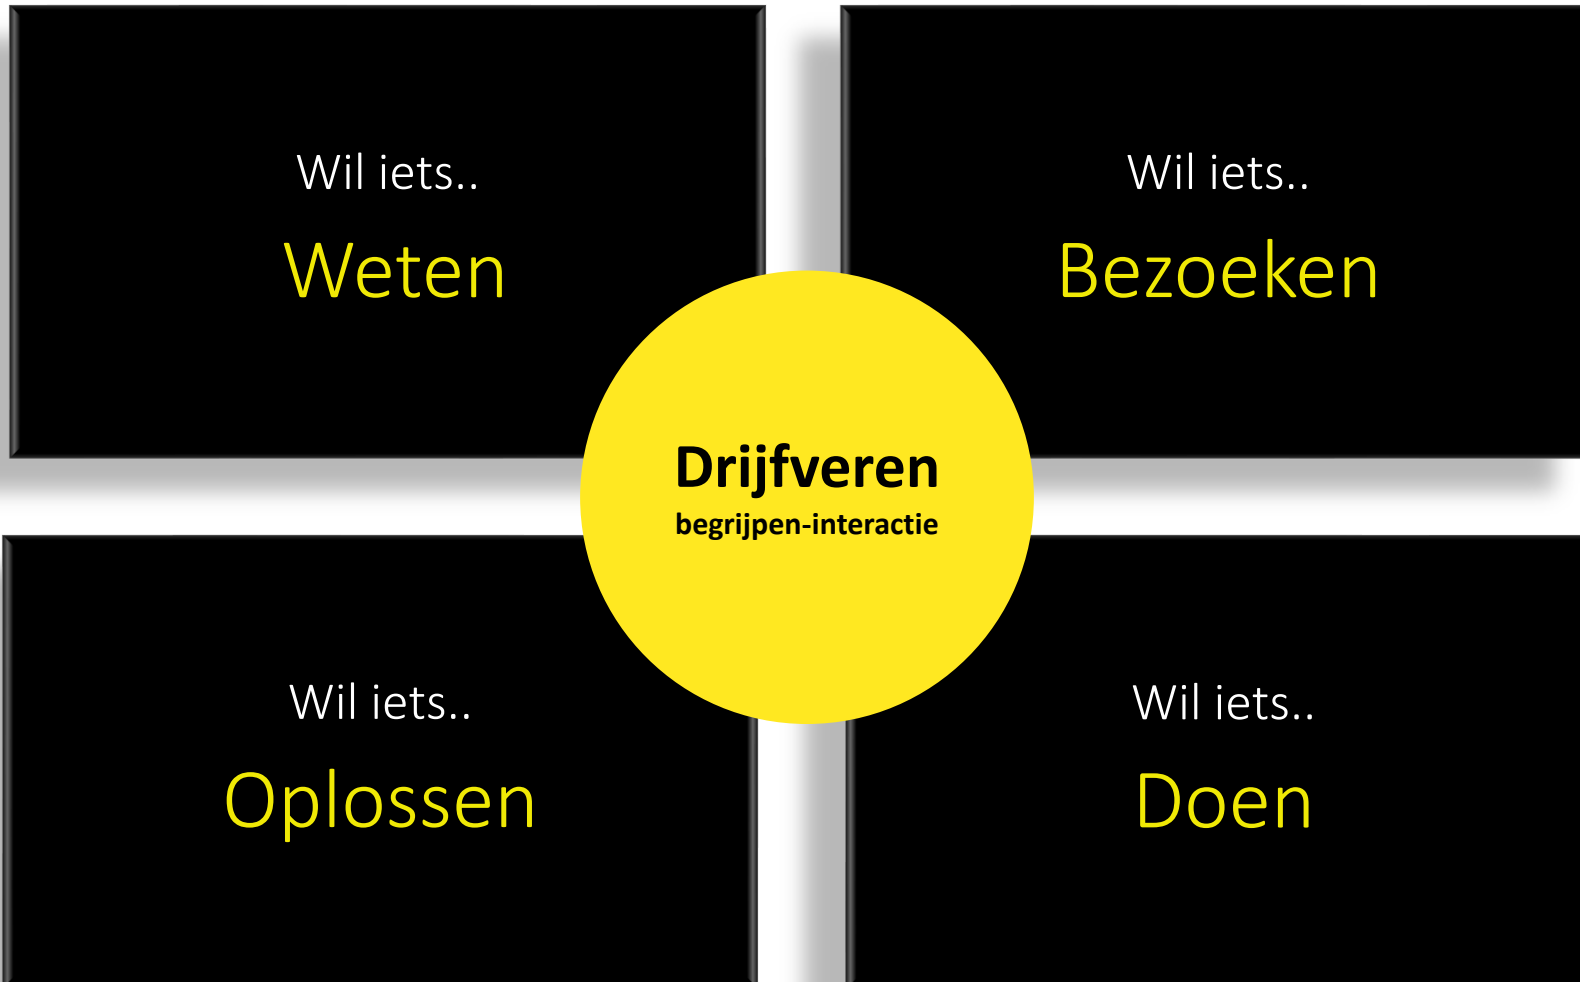 Wil iets..
Weten
Wil iets..
Bezoeken
Drijfveren
begrijpen-interactie
Wil iets..
Oplossen
Wil iets..
Doen